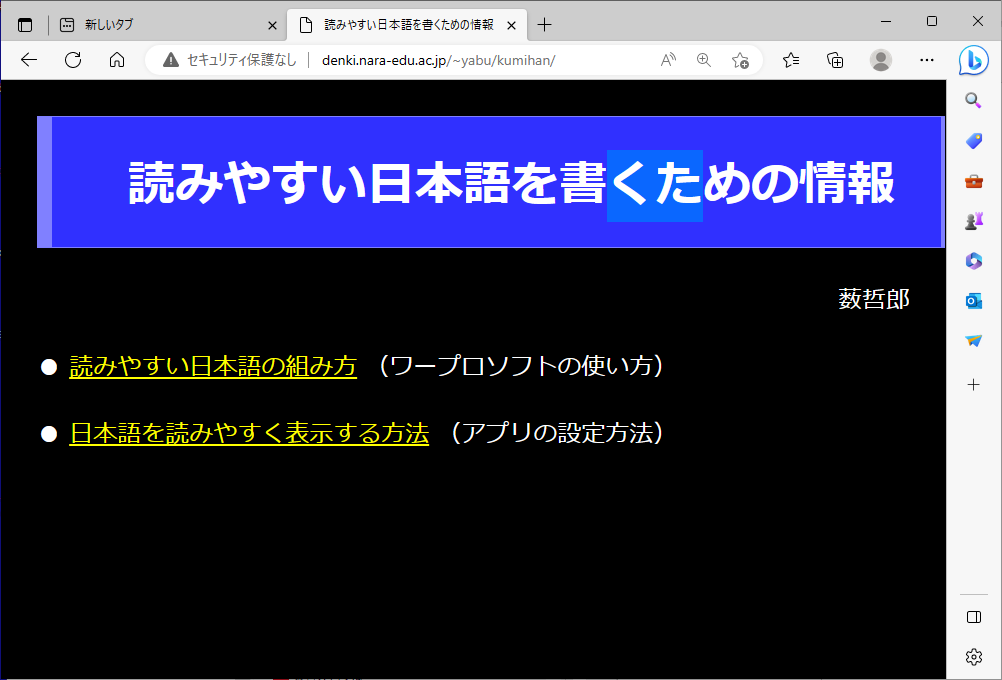 新しいタブ
読みやすい日本語を書くための情報
セキュリティ保護なし
denki.nara-edu.ac.jp/~yabu/kumihan/
読みやすい日本語を書くための情報
薮哲郎
● 読みやすい日本語の組み方 （ワープロソフトの使い方）
● 日本語を読みやすく表示する方法 （アプリの設定方法）